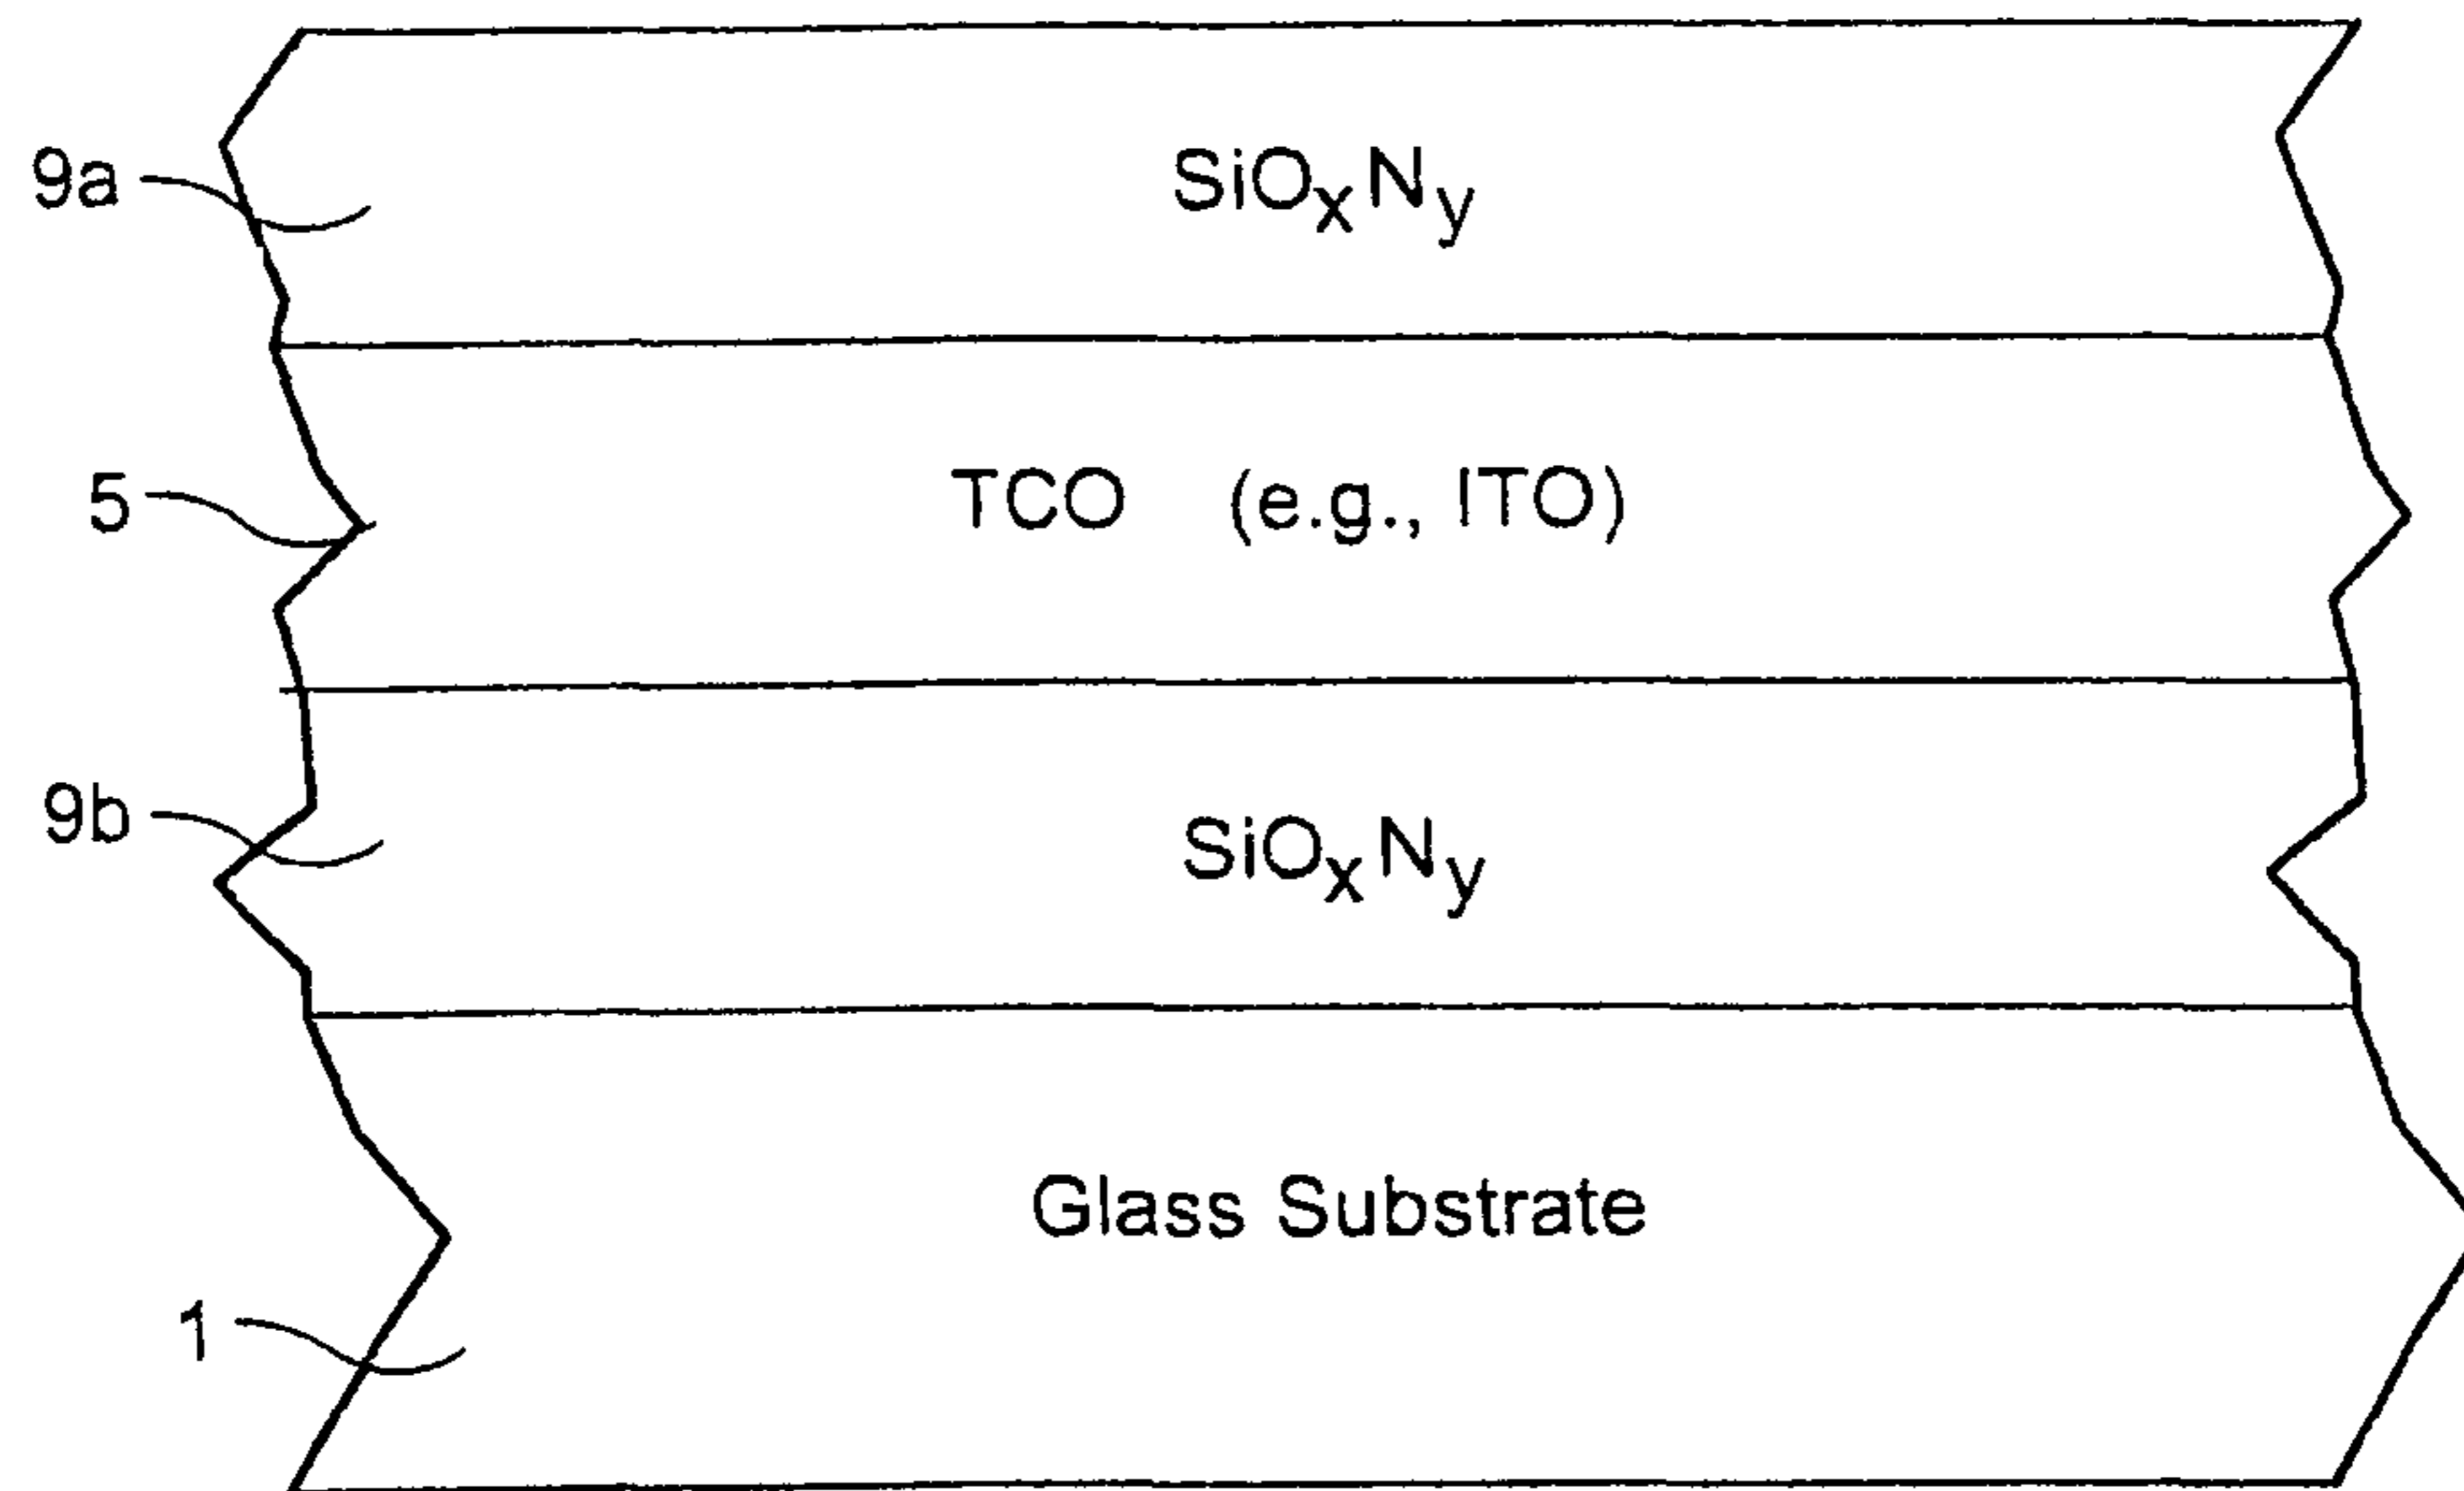 9a SiOxNy
5 TCO (e.g., ITO)
9b SiOxNy
Glass Substrate
1